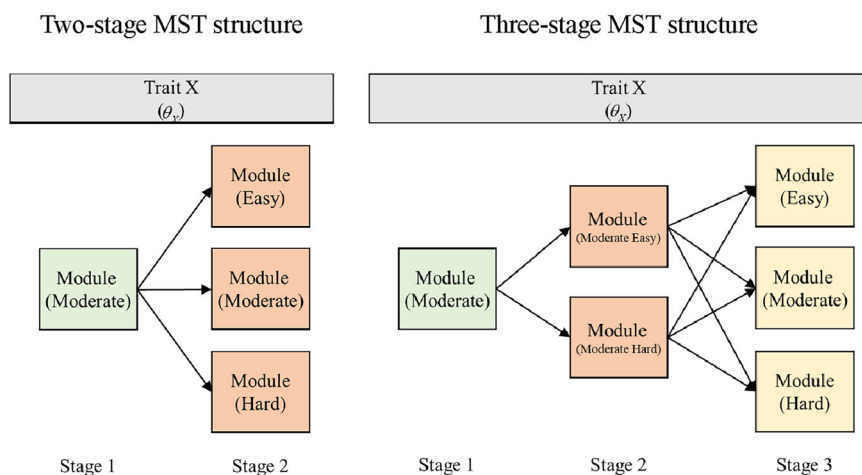 Two-stage MST structure
Three-stage MST structure
Trait X
(θX)
Trait X
(θX)
Module
(Easy)
Module
(Moderate)
Module
(Moderate)
Module
(Hard)
Stage 1
Stage 2
Module
(Moderate)
Module
(Moderate Easy)
Module
(Moderate Hard)
Module
(Easy)
Module
(Moderate)
Module
(Hard)
Stage 1
Stage 2
Stage 3